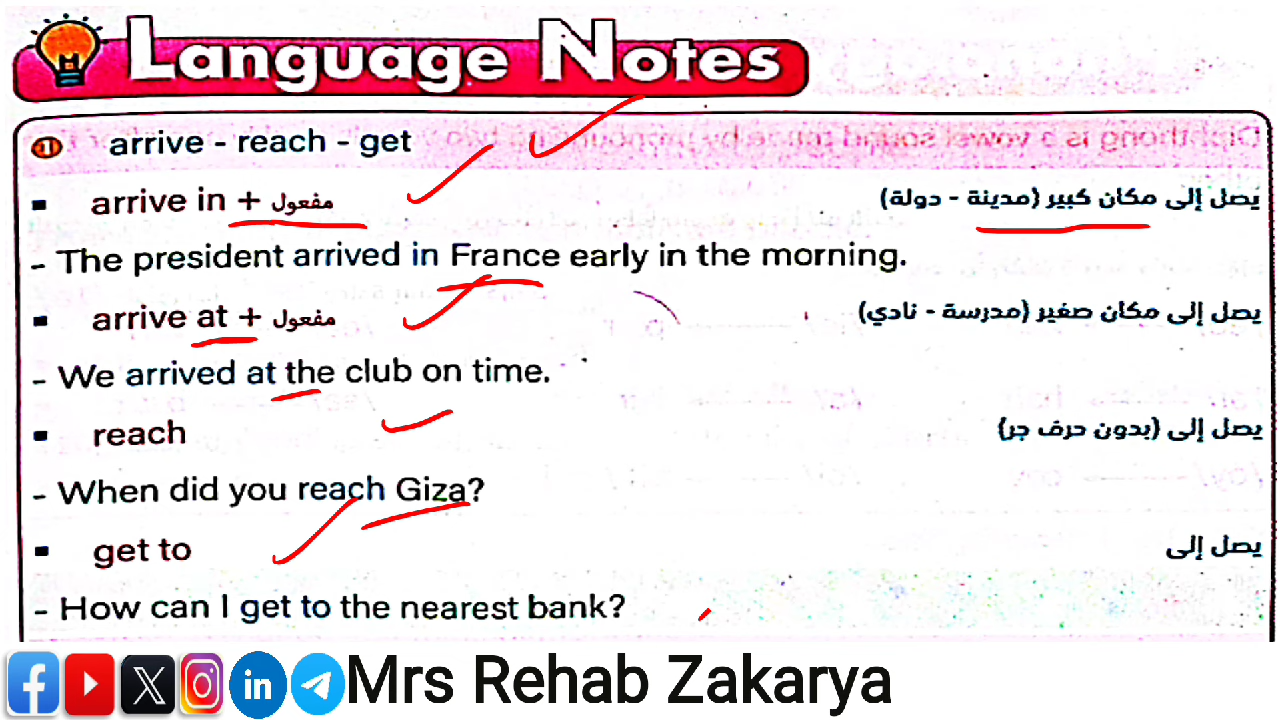 Language Notes
1 arrive - reach - get
▪ arrive in + مفعول يصل إلى مكان كبير (مدينة - دولة)
- The president arrived in France early in the morning.
▪ arrive at + مفعول يصل إلى مكان صغير (مدرسة - نادي)
- We arrived at the club on time.
▪ reach يصل إلى (بدون حرف جر)
- When did you reach Giza?
▪ get to يصل إلى
- How can I get to the nearest bank?
Mrs Rehab Zakarya